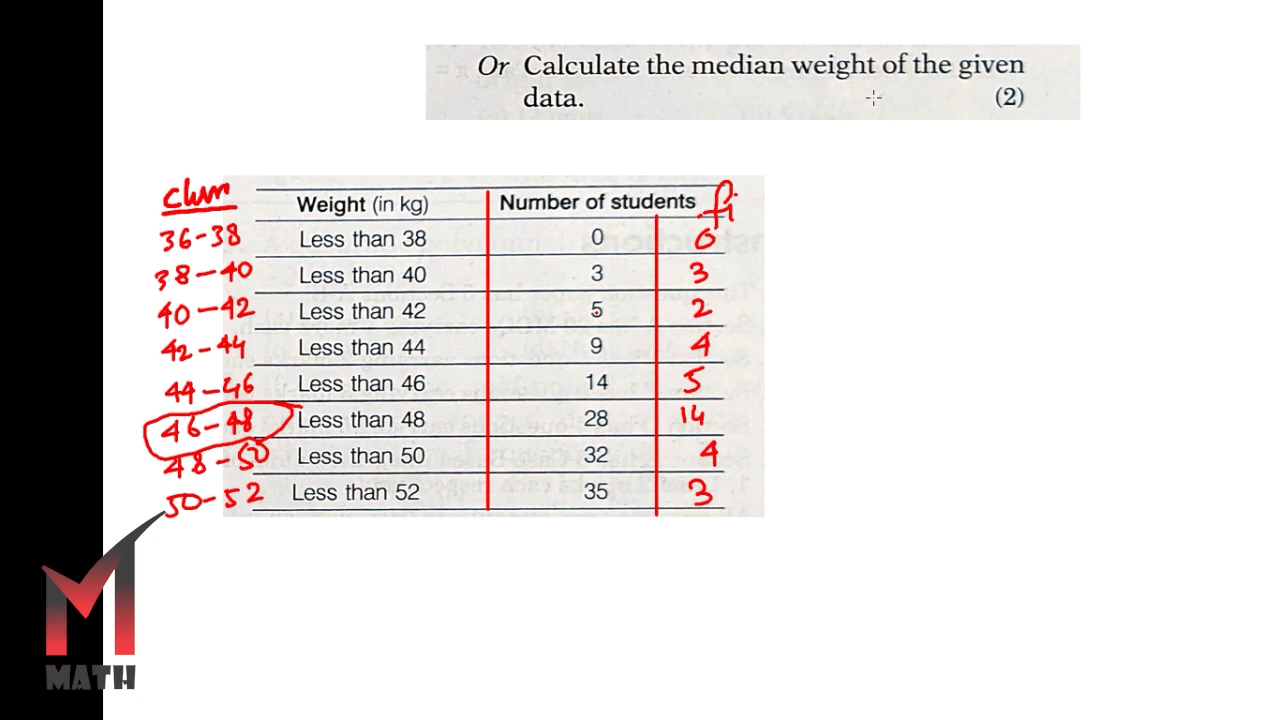 Or Calculate the median weight of the given
data. (2)
class Weight (in kg) Number of students fi
36-38 Less than 38 0 0
38-40 Less than 40 3 3
40-42 Less than 42 5 2
42-44 Less than 44 9 4
44-46 Less than 46 14 5
46-48 Less than 48 28 14
48-50 Less than 50 32 4
50-52 Less than 52 35 3
MATH